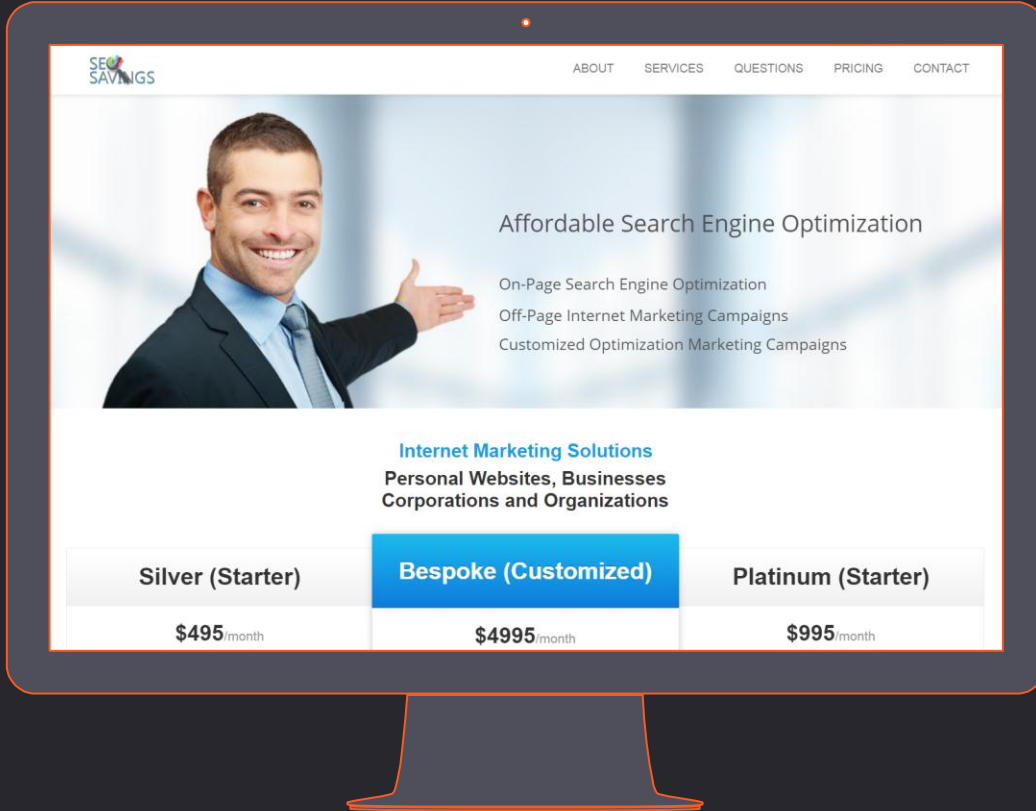 SEO
SAVINGS
ABOUT SERVICES QUESTIONS PRICING CONTACT
Affordable Search Engine Optimization
On-Page Search Engine Optimization
Off-Page Internet Marketing Campaigns
Customized Optimization Marketing Campaigns
Internet Marketing Solutions
Personal Websites, Businesses
Corporations and Organizations
Silver (Starter) Bespoke (Customized) Platinum (Starter)
$495/month $4995/month $995/month